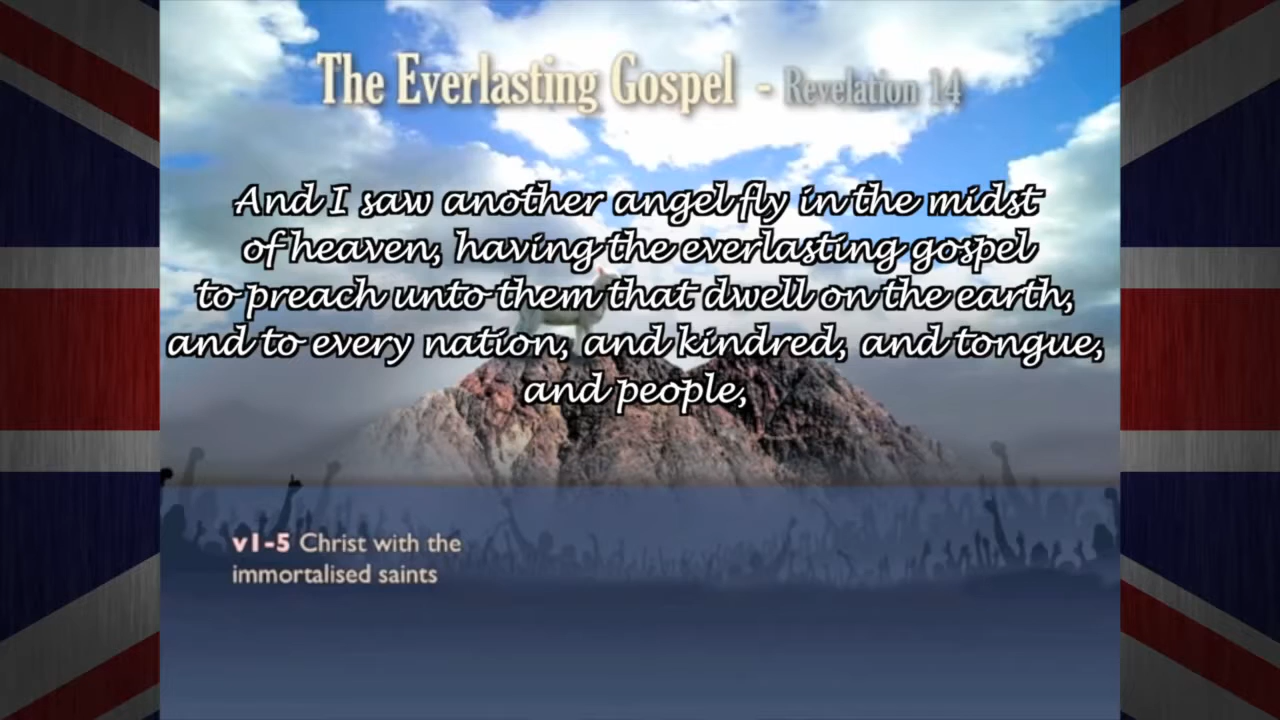 The Everlasting Gospel - Revelation 14
And I saw another angel fly in the midst
of heaven, having the everlasting gospel
to preach unto them that dwell on the earth,
and to every nation, and kindred, and tongue,
and people,
v1-5 Christ with the
immortalised saints